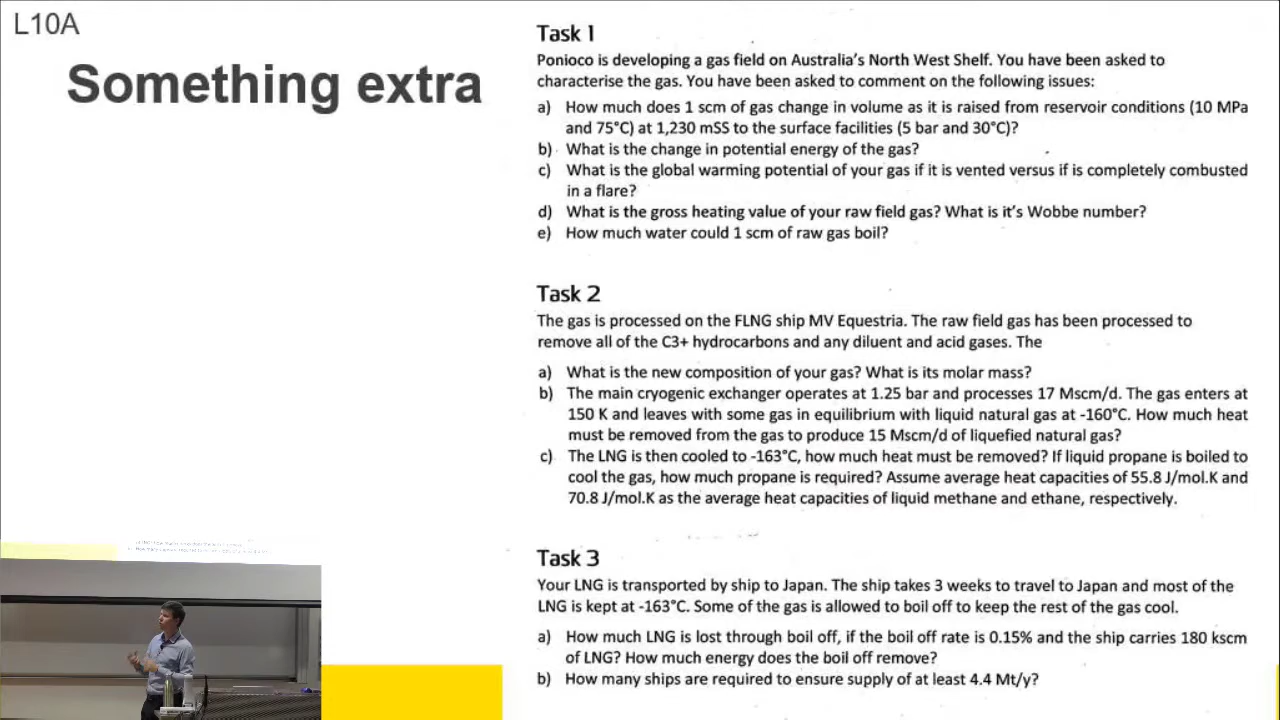 L10A
Something extra
Task 1
Ponioco is developing a gas field on Australia's North West Shelf. You have been asked to
characterise the gas. You have been asked to comment on the following issues:
a) How much does 1 scm of gas change in volume as it is raised from reservoir conditions (10 MPa
and 75°C) at 1,230 mSS to the surface facilities (5 bar and 30°C)?
b) What is the change in potential energy of the gas?
c) What is the global warming potential of your gas if it is vented versus if is completely combusted
in a flare?
d) What is the gross heating value of your raw field gas? What is it's Wobbe number?
e) How much water could 1 scm of raw gas boil?
Task 2
The gas is processed on the FLNG ship MV Equestria. The raw field gas has been processed to
remove all of the C3+ hydrocarbons and any diluent and acid gases. The
a) What is the new composition of your gas? What is its molar mass?
b) The main cryogenic exchanger operates at 1.25 bar and processes 17 Mscm/d. The gas enters at
150 K and leaves with some gas in equilibrium with liquid natural gas at -160°C. How much heat
must be removed from the gas to produce 15 Mscm/d of liquefied natural gas?
c) The LNG is then cooled to -163°C, how much heat must be removed? If liquid propane is boiled to
cool the gas, how much propane is required? Assume average heat capacities of 55.8 J/mol.K and
70.8 J/mol.K as the average heat capacities of liquid methane and ethane, respectively.
Task 3
Your LNG is transported by ship to Japan. The ship takes 3 weeks to travel to Japan and most of the
LNG is kept at -163°C. Some of the gas is allowed to boil off to keep the rest of the gas cool.
a) How much LNG is lost through boil off, if the boil off rate is 0.15% and the ship carries 180 kscm
of LNG? How much energy does the boil off remove?
b) How many ships are required to ensure supply of at least 4.4 Mt/y?